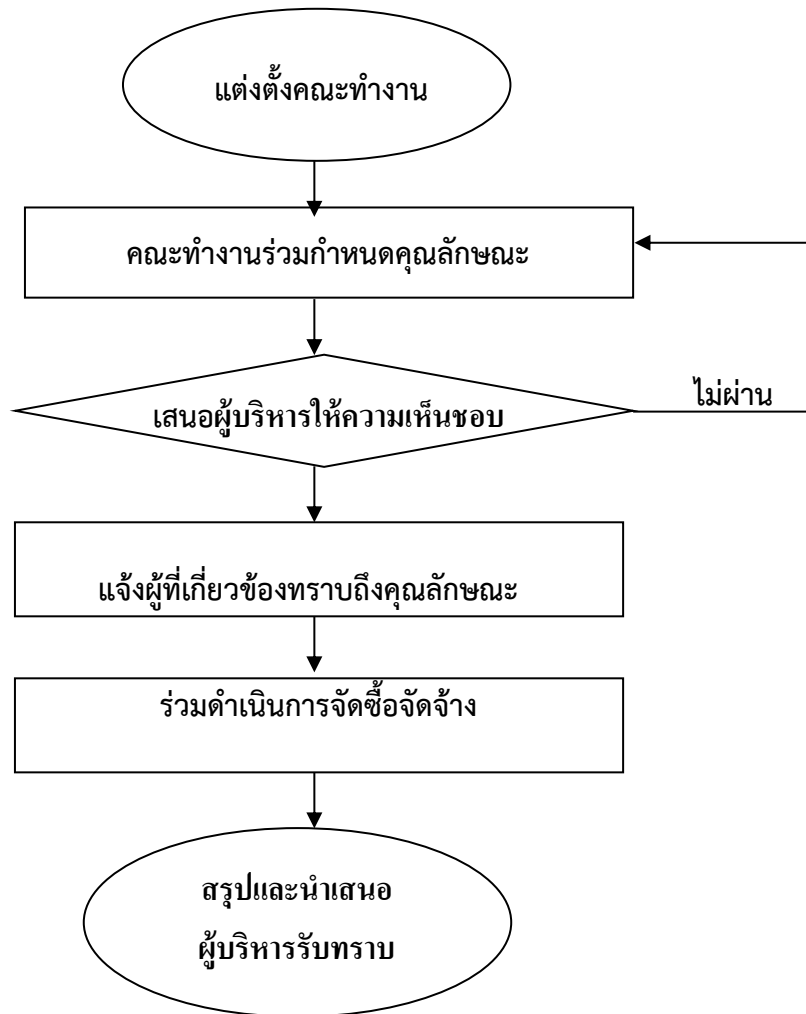 แต่งตั้งคณะทำงาน
คณะทำงานร่วมกำหนดคุณลักษณะ
เสนอผู้บริหารให้ความเห็นชอบ
ไม่ผ่าน
แจ้งผู้ที่เกี่ยวข้องทราบถึงคุณลักษณะ
ร่วมดำเนินการจัดซื้อจัดจ้าง
สรุปและนำเสนอ
ผู้บริหารรับทราบ